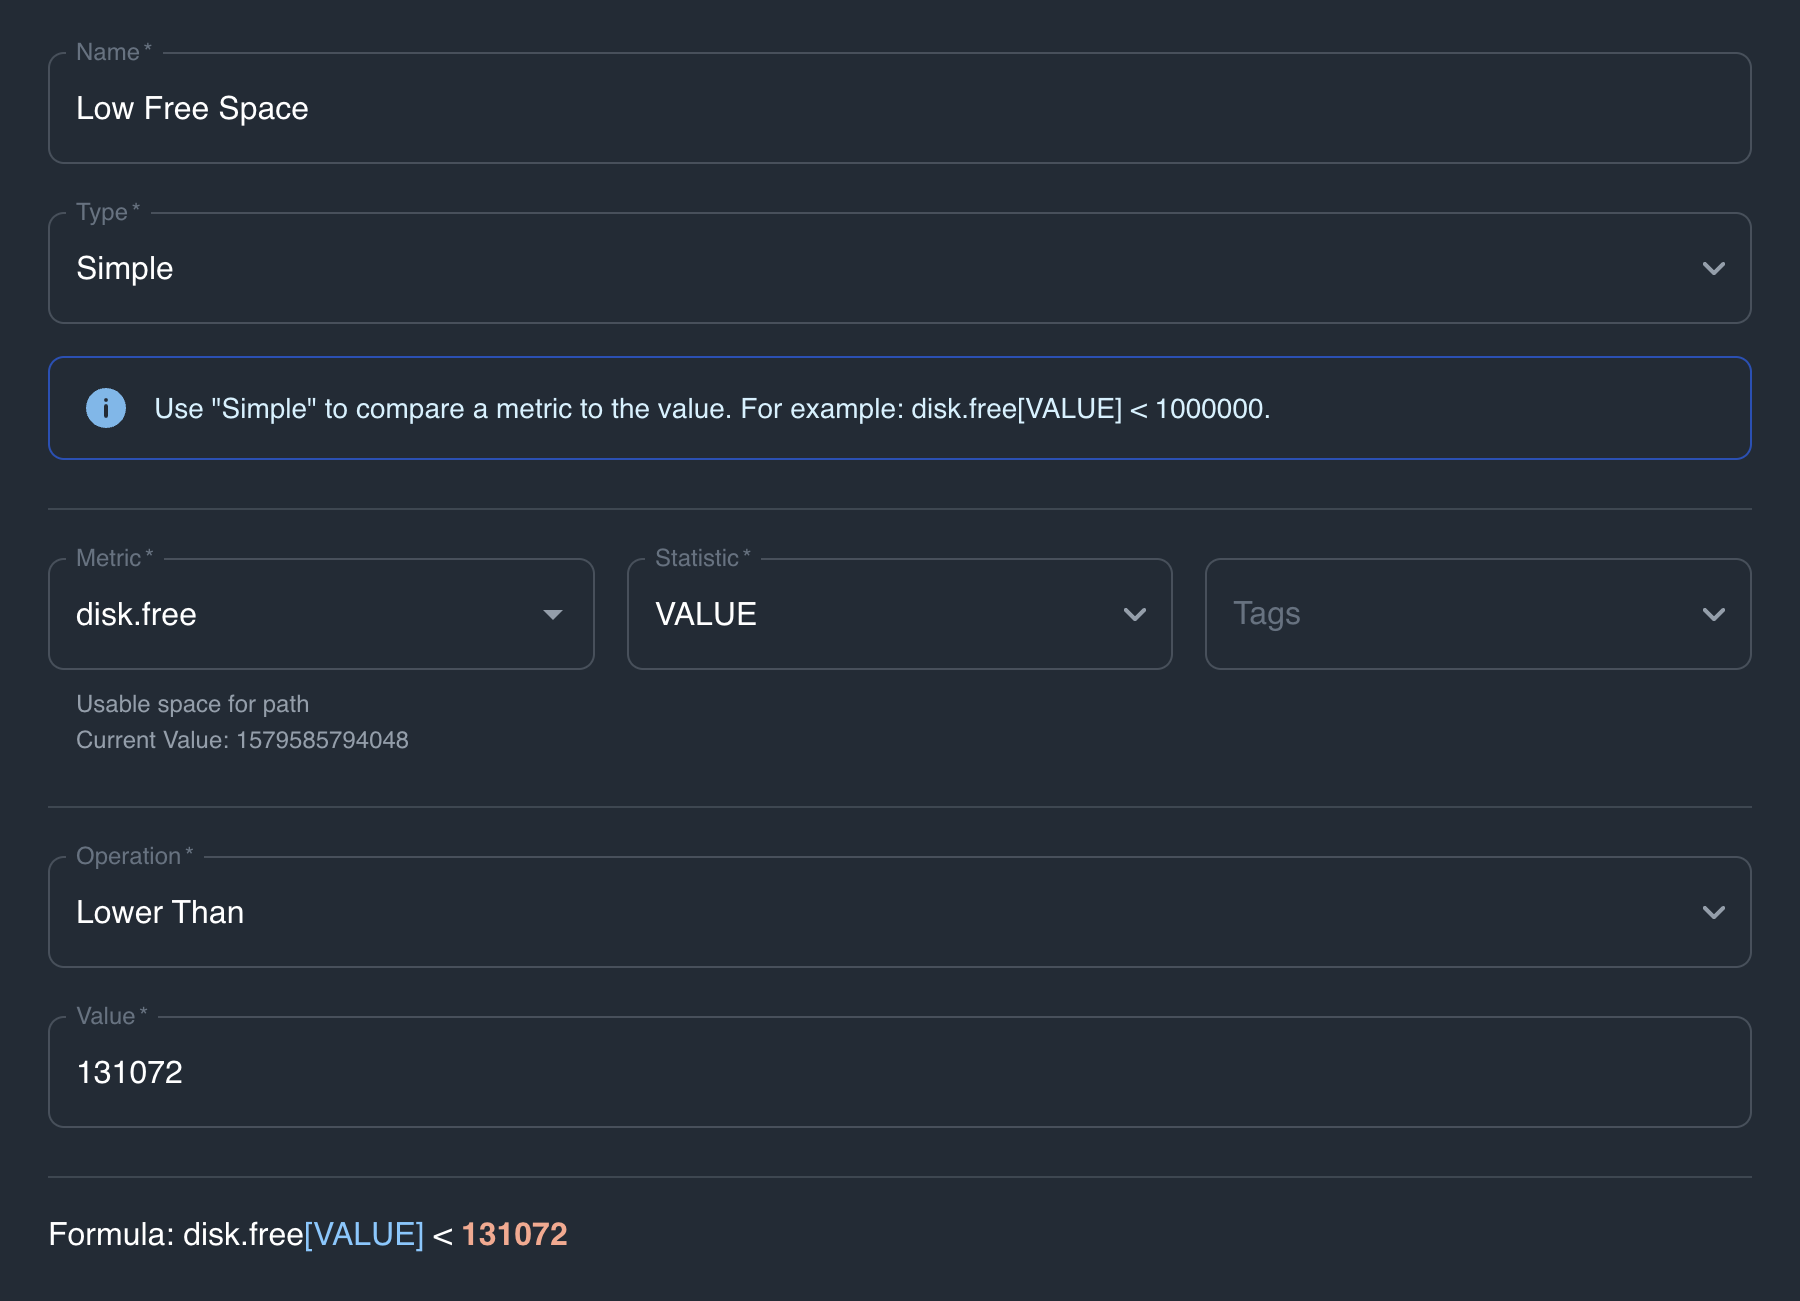 Name *
Low Free Space
Type *
Simple
Use "Simple" to compare a metric to the value. For example: disk.free[VALUE] < 1000000.
Metric *
disk.free
Statistic *
VALUE
Tags
Usable space for path
Current Value: 1579585794048
Operation *
Lower Than
Value *
131072
Formula: disk.free[VALUE] < 131072